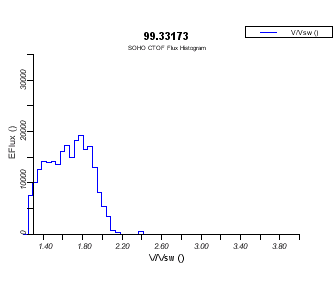 99.33173
SOHO CTOF Flux Histogram
V/Vsw ()
EFlux ()
30000
20000
10000
0
1.40 1.80 2.20 2.60 3.00 3.40 3.80
V/Vsw ()